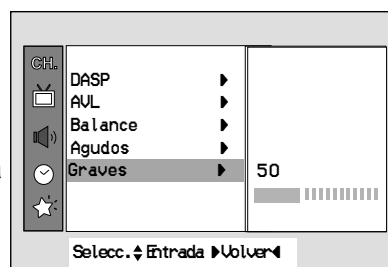 CH.
DASP
AVL
Balance
Agudos
Graves 50
Selecc. Entrada Volver